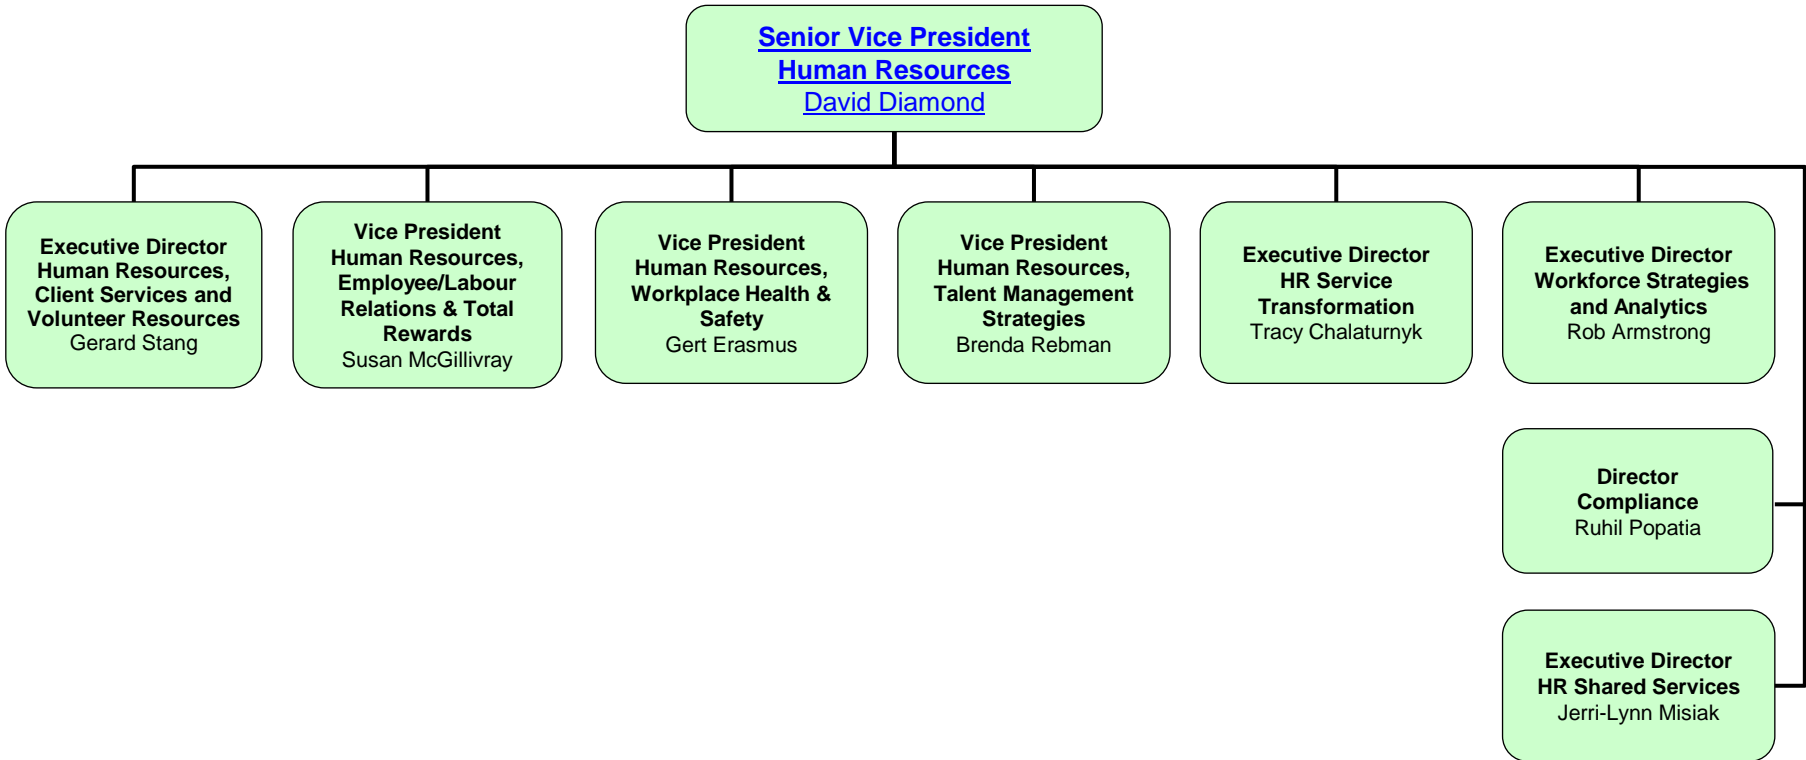 Senior Vice President
Human Resources
David Diamond
Executive Director
Human Resources,
Client Services and
Volunteer Resources
Gerard Stang
Vice President
Human Resources,
Employee/Labour
Relations & Total
Rewards
Susan McGillivray
Vice President
Human Resources,
Workplace Health &
Safety
Gert Erasmus
Vice President
Human Resources,
Talent Management
Strategies
Brenda Rebman
Executive Director
HR Service
Transformation
Tracy Chalaturnyk
Executive Director
Workforce Strategies
and Analytics
Rob Armstrong
Director
Compliance
Ruhil Popatia
Executive Director
HR Shared Services
Jerri-Lynn Misiak